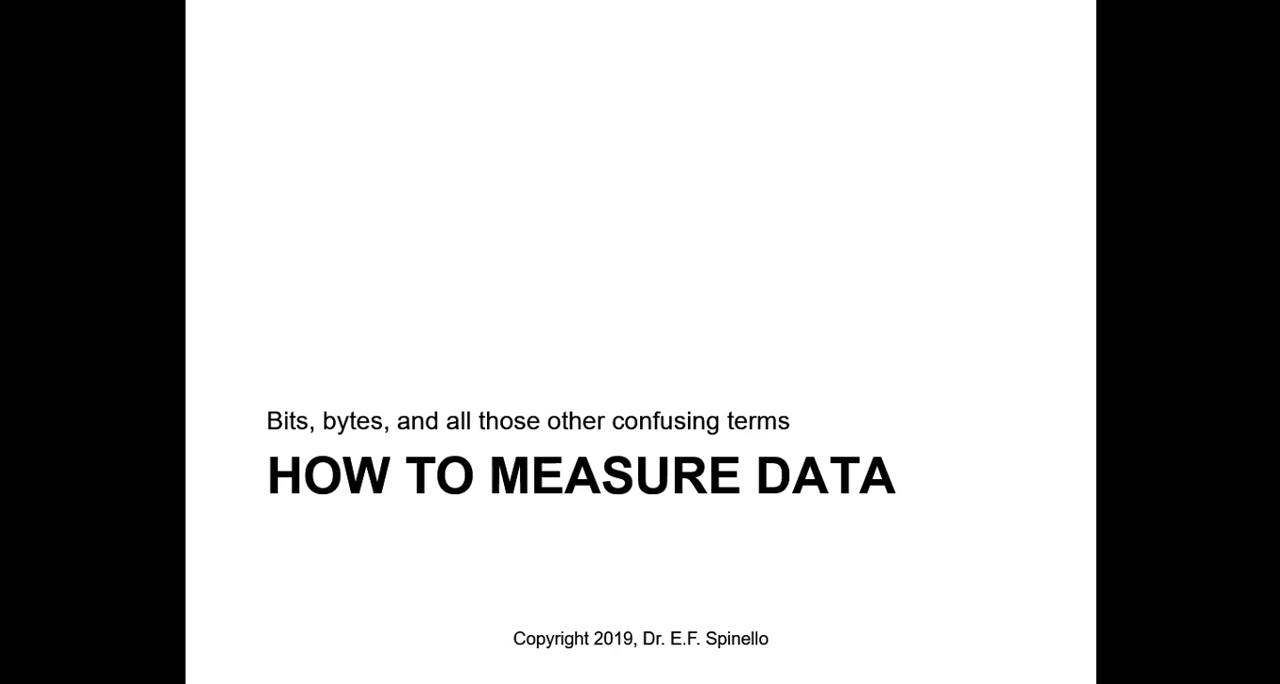 Bits, bytes, and all those other confusing terms
HOW TO MEASURE DATA
Copyright 2019, Dr. E.F. Spinello